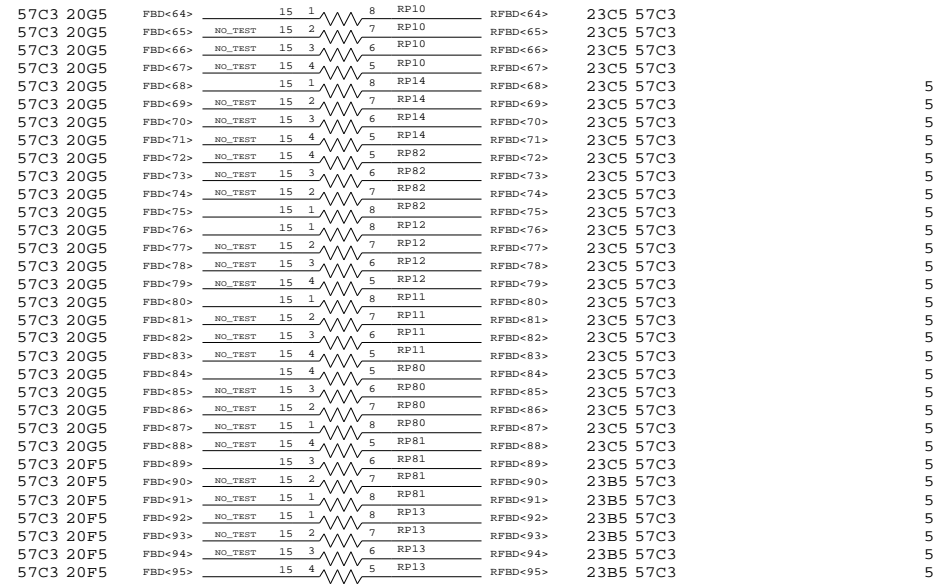 57C3 20G5 FBD<64> 15 1 8 RP10 RFBD<64> 23C5 57C3
57C3 20G5 FBD<65> NO_TEST 15 2 7 RP10 RFBD<65> 23C5 57C3
57C3 20G5 FBD<66> NO_TEST 15 3 6 RP10 RFBD<66> 23C5 57C3
57C3 20G5 FBD<67> NO_TEST 15 4 5 RP10 RFBD<67> 23C5 57C3
57C3 20G5 FBD<68> 15 1 8 RP14 RFBD<68> 23C5 57C3 5
57C3 20G5 FBD<69> NO_TEST 15 2 7 RP14 RFBD<69> 23C5 57C3 5
57C3 20G5 FBD<70> NO_TEST 15 3 6 RP14 RFBD<70> 23C5 57C3 5
57C3 20G5 FBD<71> NO_TEST 15 4 5 RP14 RFBD<71> 23C5 57C3 5
57C3 20G5 FBD<72> NO_TEST 15 4 5 RP82 RFBD<72> 23C5 57C3 5
57C3 20G5 FBD<73> NO_TEST 15 3 6 RP82 RFBD<73> 23C5 57C3 5
57C3 20G5 FBD<74> NO_TEST 15 2 7 RP82 RFBD<74> 23C5 57C3 5
57C3 20G5 FBD<75> 15 1 8 RP82 RFBD<75> 23C5 57C3 5
57C3 20G5 FBD<76> 15 1 8 RP12 RFBD<76> 23C5 57C3 5
57C3 20G5 FBD<77> NO_TEST 15 2 7 RP12 RFBD<77> 23C5 57C3 5
57C3 20G5 FBD<78> NO_TEST 15 3 6 RP12 RFBD<78> 23C5 57C3 5
57C3 20G5 FBD<79> NO_TEST 15 4 5 RP12 RFBD<79> 23C5 57C3 5
57C3 20G5 FBD<80> 15 1 8 RP11 RFBD<80> 23C5 57C3 5
57C3 20G5 FBD<81> NO_TEST 15 2 7 RP11 RFBD<81> 23C5 57C3 5
57C3 20G5 FBD<82> NO_TEST 15 3 6 RP11 RFBD<82> 23C5 57C3 5
57C3 20G5 FBD<83> NO_TEST 15 4 5 RP11 RFBD<83> 23C5 57C3 5
57C3 20G5 FBD<84> 15 4 5 RP80 RFBD<84> 23C5 57C3 5
57C3 20G5 FBD<85> NO_TEST 15 3 6 RP80 RFBD<85> 23C5 57C3 5
57C3 20G5 FBD<86> NO_TEST 15 2 7 RP80 RFBD<86> 23C5 57C3 5
57C3 20G5 FBD<87> NO_TEST 15 1 8 RP80 RFBD<87> 23C5 57C3 5
57C3 20G5 FBD<88> NO_TEST 15 4 5 RP81 RFBD<88> 23C5 57C3 5
57C3 20F5 FBD<89> 15 3 6 RP81 RFBD<89> 23C5 57C3 5
57C3 20F5 FBD<90> NO_TEST 15 2 7 RP81 RFBD<90> 23B5 57C3 5
57C3 20F5 FBD<91> NO_TEST 15 1 8 RP81 RFBD<91> 23B5 57C3 5
57C3 20F5 FBD<92> NO_TEST 15 1 8 RP13 RFBD<92> 23B5 57C3 5
57C3 20F5 FBD<93> NO_TEST 15 2 7 RP13 RFBD<93> 23B5 57C3 5
57C3 20F5 FBD<94> NO_TEST 15 3 6 RP13 RFBD<94> 23B5 57C3 5
57C3 20F5 FBD<95> 15 4 5 RP13 RFBD<95> 23B5 57C3 5